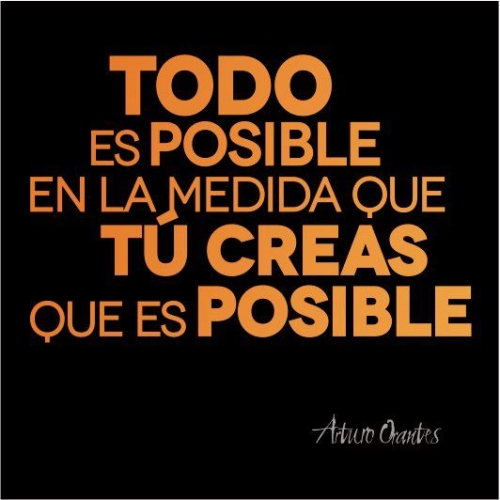 TODO
ES POSIBLE
EN LA MEDIDA QUE
TÚ CREAS
QUE ES POSIBLE
Arturo Orantes